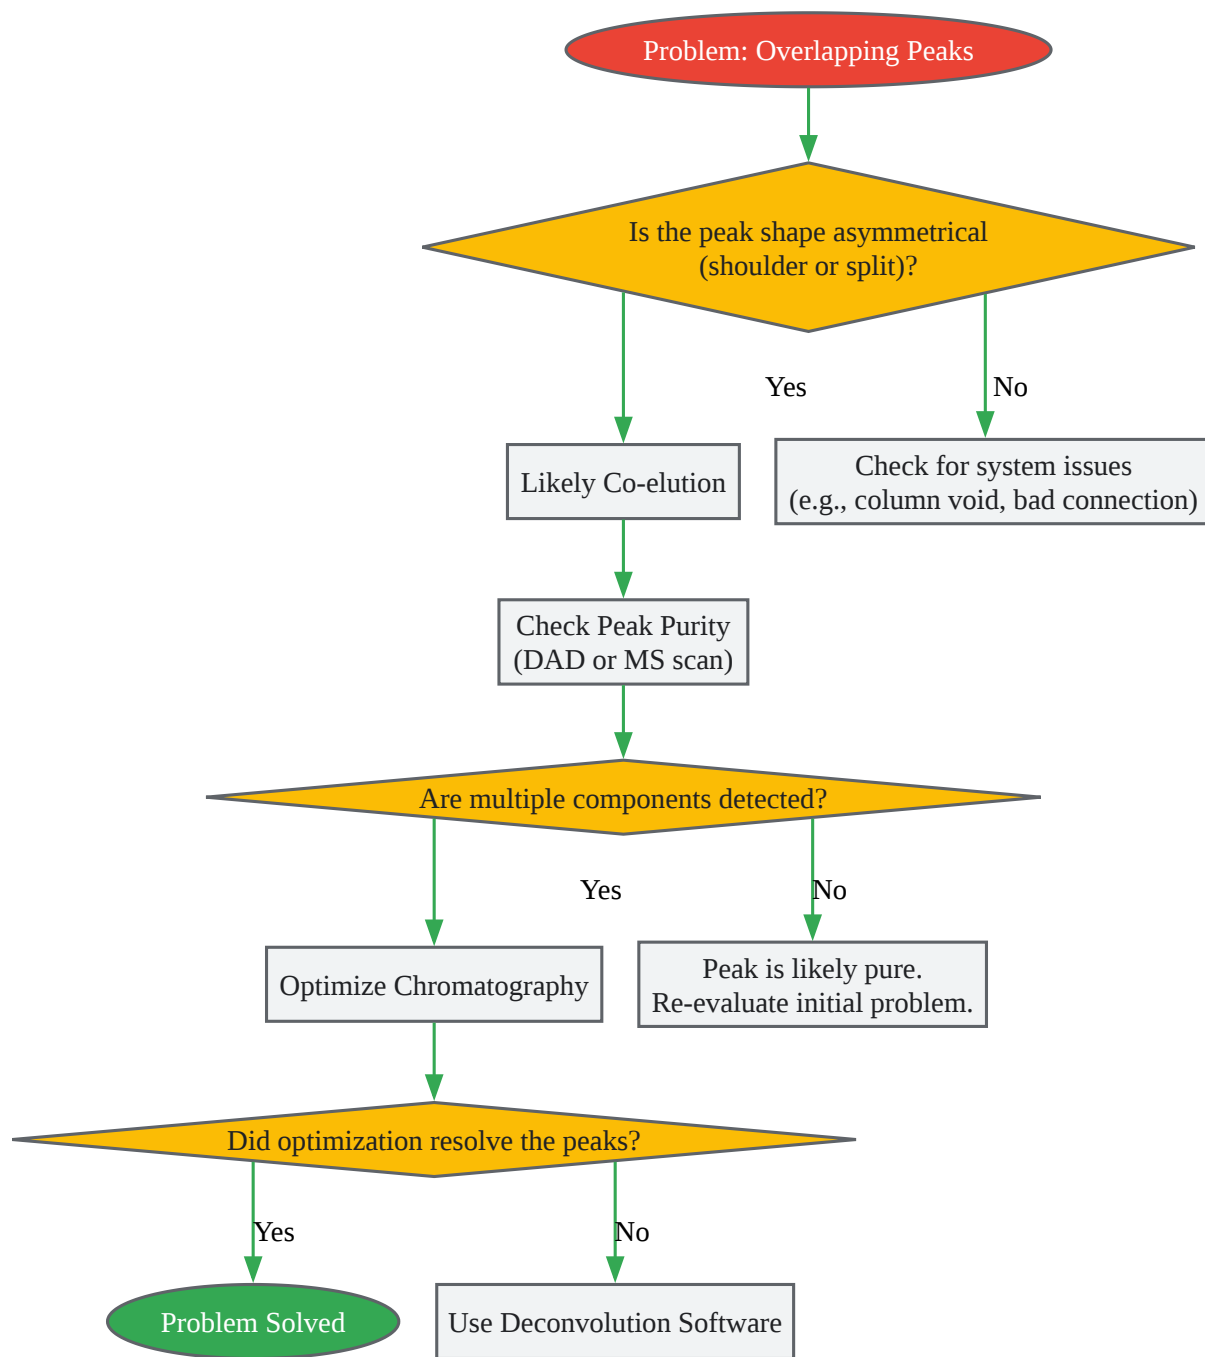 Problem: Overlapping Peaks
Is the peak shape asymmetrical
(shoulder or split)?
Yes
No
Likely Co-elution
Check for system issues
(e.g., column void, bad connection)
Check Peak Purity
(DAD or MS scan)
Are multiple components detected?
Yes
No
Optimize Chromatography
Peak is likely pure.
Re-evaluate initial problem.
Did optimization resolve the peaks?
Yes
No
Problem Solved
Use Deconvolution Software